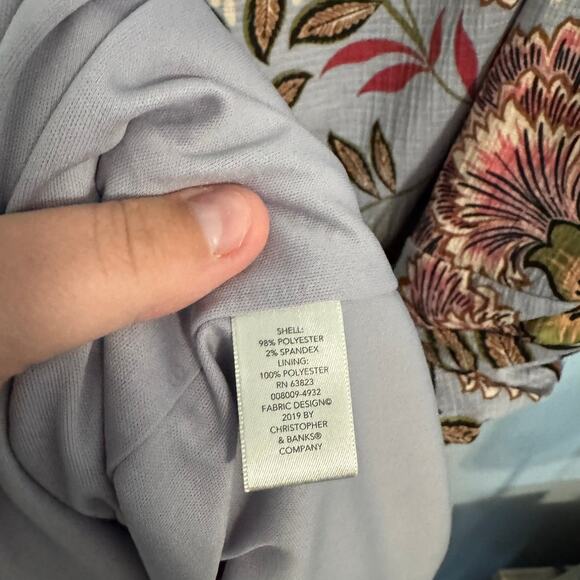 SHELL:
98% POLYESTER
2% SPANDEX
LINING:
100% POLYESTER
RN 63823
008009-4932
FABRIC DESIGN©
2019 BY
CHRISTOPHER
& BANKS®
COMPANY